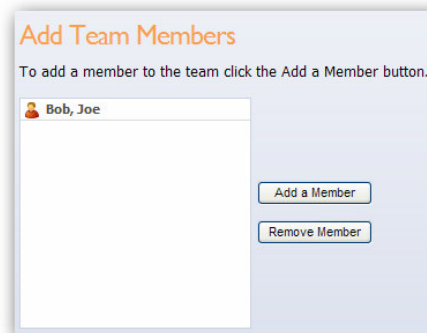 Add Team Members
To add a member to the team click the Add a Member button.
Bob, Joe
Add a Member
Remove Member